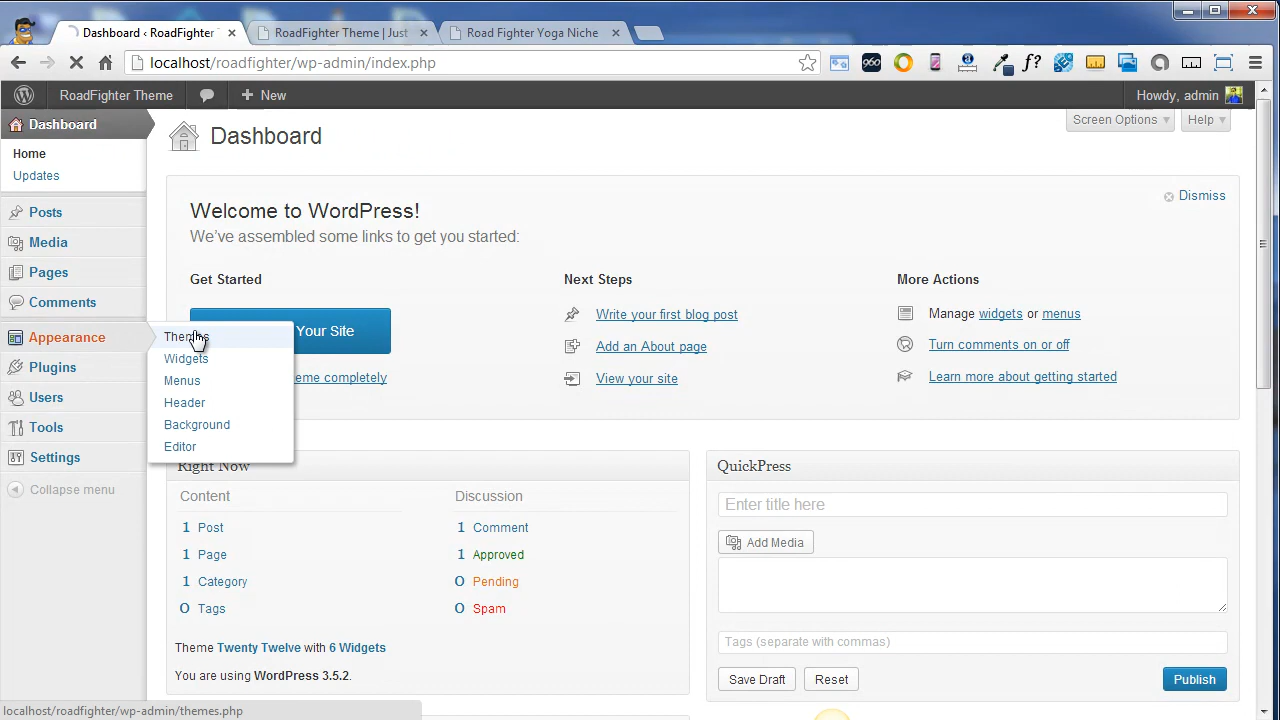 Dashboard ‹ RoadFighter
RoadFighter Theme | Just
Road Fighter Yoga Niche
localhost/roadfighter/wp-admin/index.php
960
a
f?
RoadFighter Theme
New
Howdy, admin
Dashboard
Home
Updates
Posts
Media
Pages
Comments
Appearance
Plugins
Users
Tools
Settings
Collapse menu
Themes
Widgets
Menus
Header
Background
Editor
Dashboard
Screen Options
Help
Dismiss
Welcome to WordPress!
We've assembled some links to get you started:
Get Started
Your Site
eme completely
Next Steps
Write your first blog post
Add an About page
View your site
More Actions
Manage widgets or menus
Turn comments on or off
Learn more about getting started
Right Now
Content
Discussion
1 Post
1 Comment
1 Page
1 Approved
1 Category
0 Pending
0 Tags
0 Spam
Theme Twenty Twelve with 6 Widgets
You are using WordPress 3.5.2.
QuickPress
Enter title here
Add Media
Tags (separate with commas)
Save Draft
Reset
Publish
localhost/roadfighter/wp-admin/themes.php